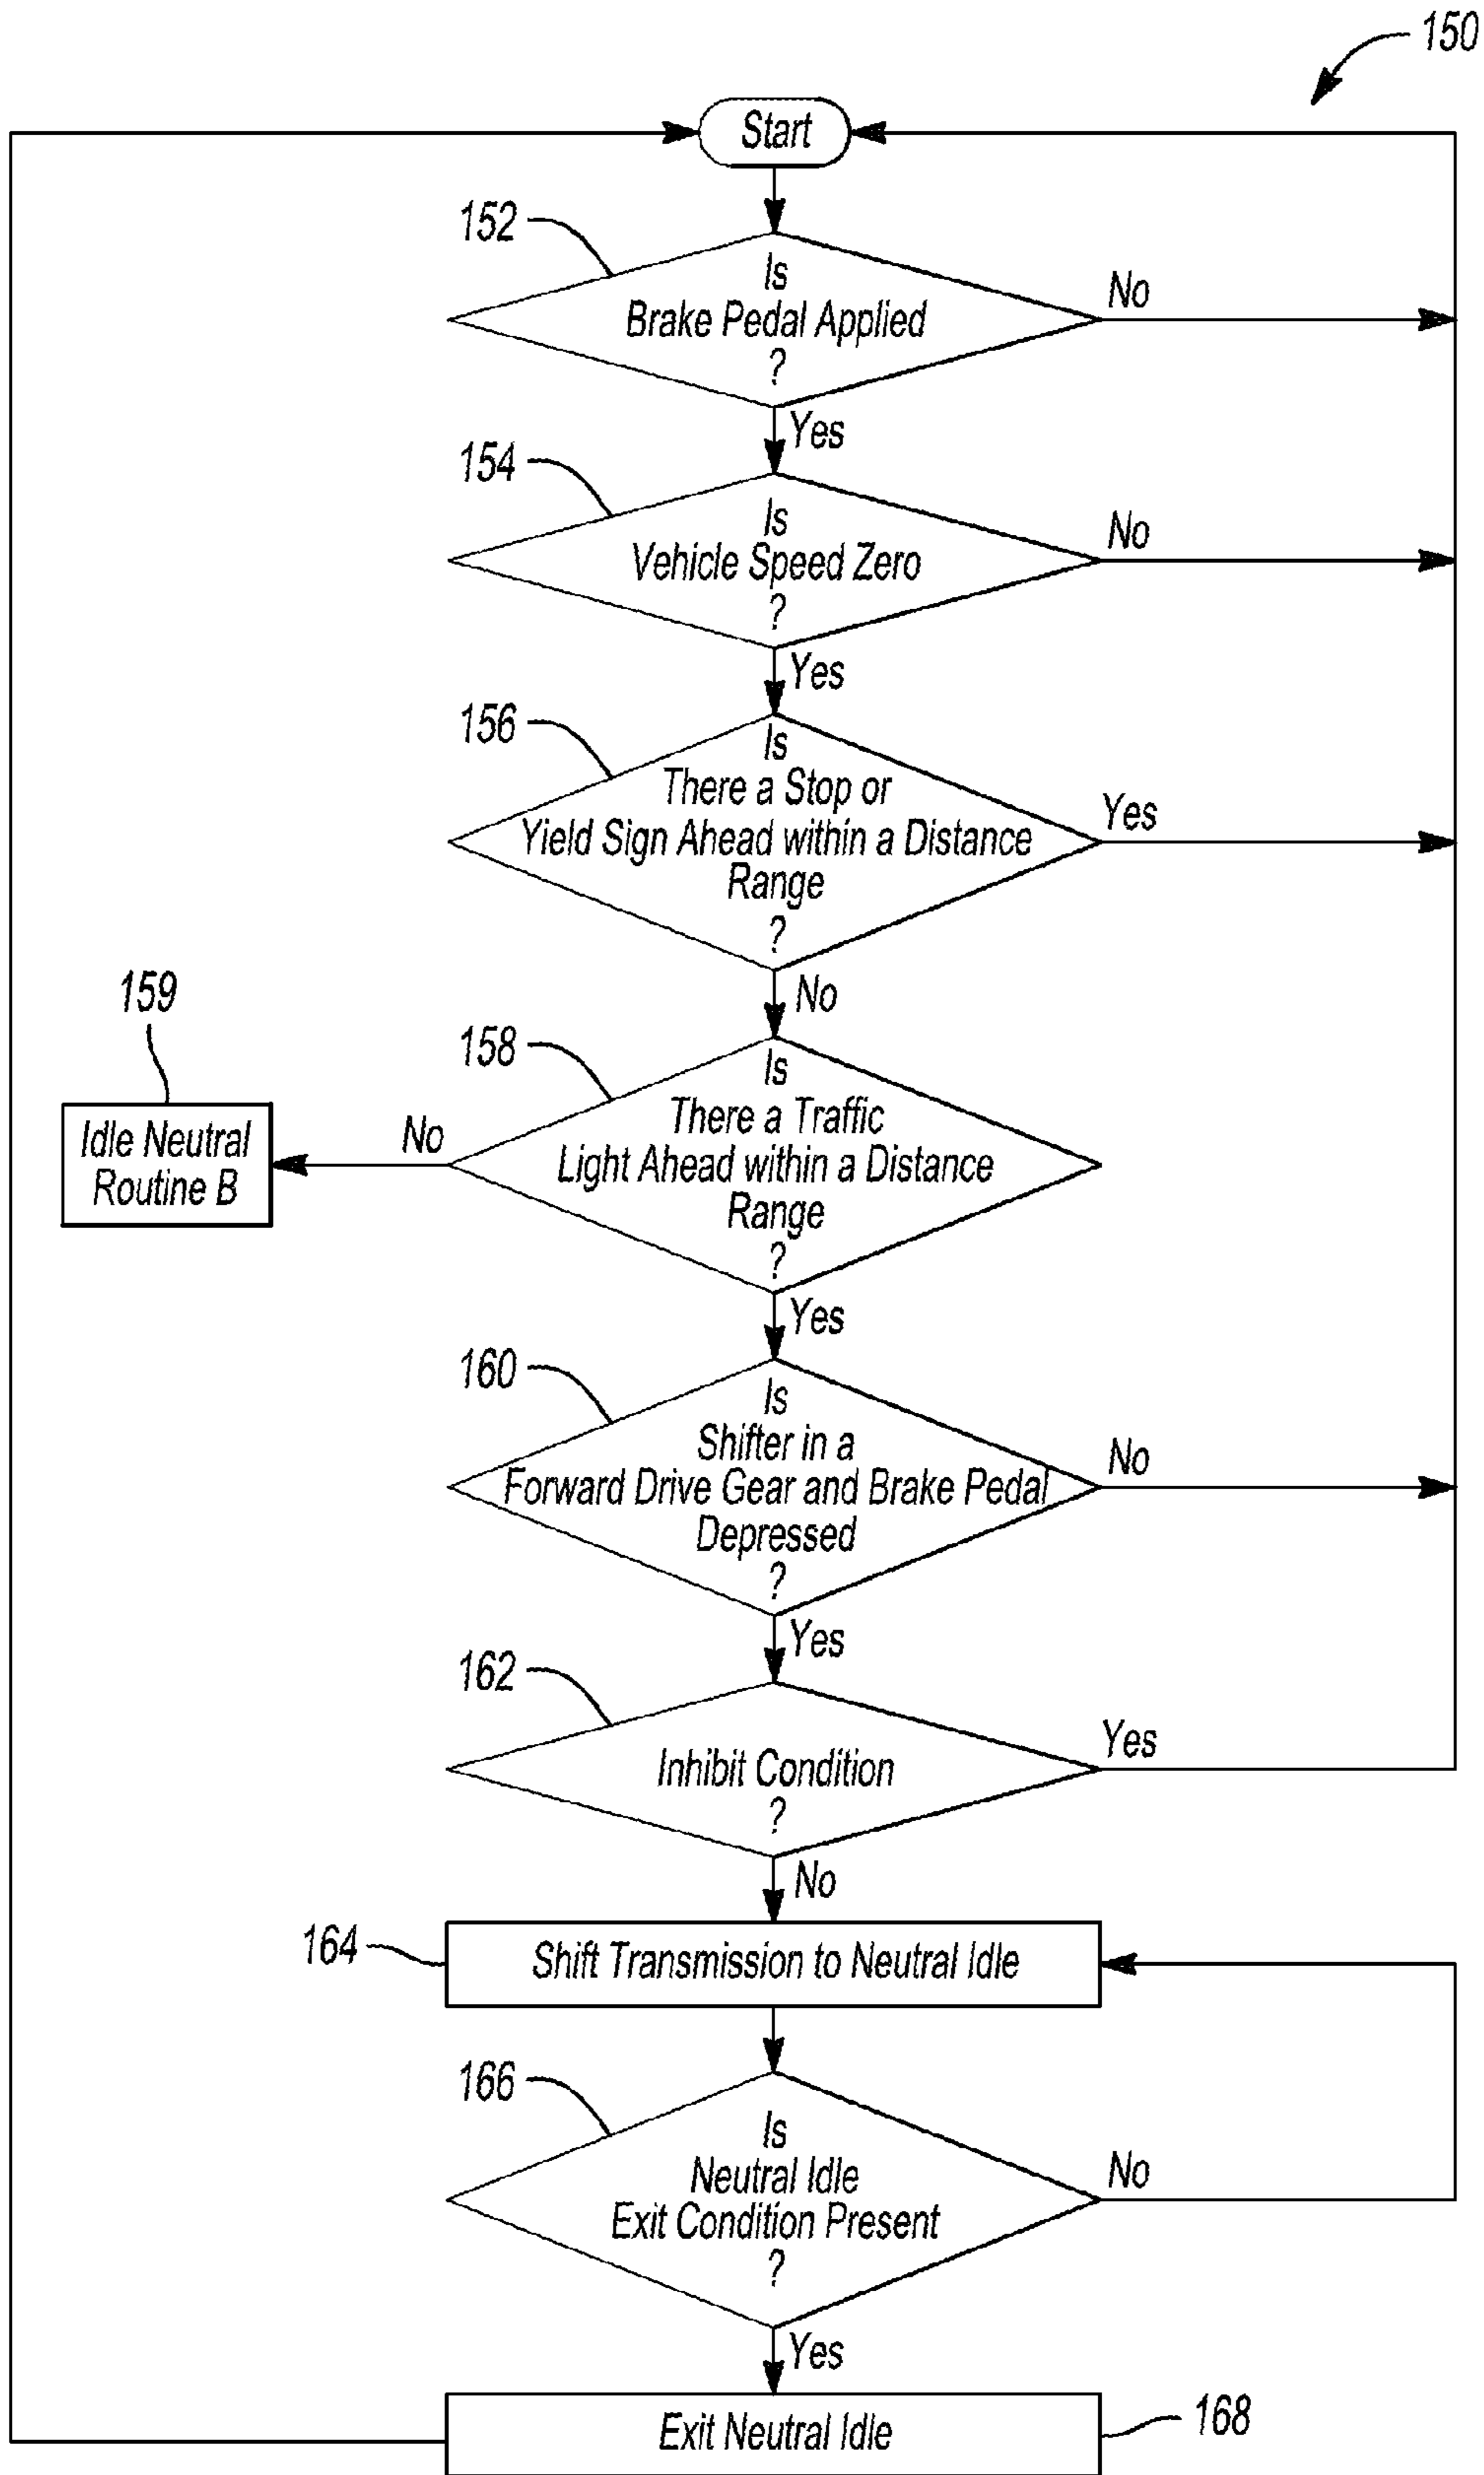 150
Start
152
Is
Brake Pedal Applied
?
No
Yes
154
Is
Vehicle Speed Zero
?
No
Yes
156
Is
There a Stop or
Yield Sign Ahead within a Distance
Range
?
Yes
No
159
Idle Neutral
Routine B
No
158
Is
There a Traffic
Light Ahead within a Distance
Range
?
Yes
160
Is
Shifter in a
Forward Drive Gear and Brake Pedal
Depressed
?
No
Yes
162
Inhibit Condition
?
Yes
No
164
Shift Transmission to Neutral Idle
166
Is
Neutral Idle
Exit Condition Present
?
No
Yes
Exit Neutral Idle
168